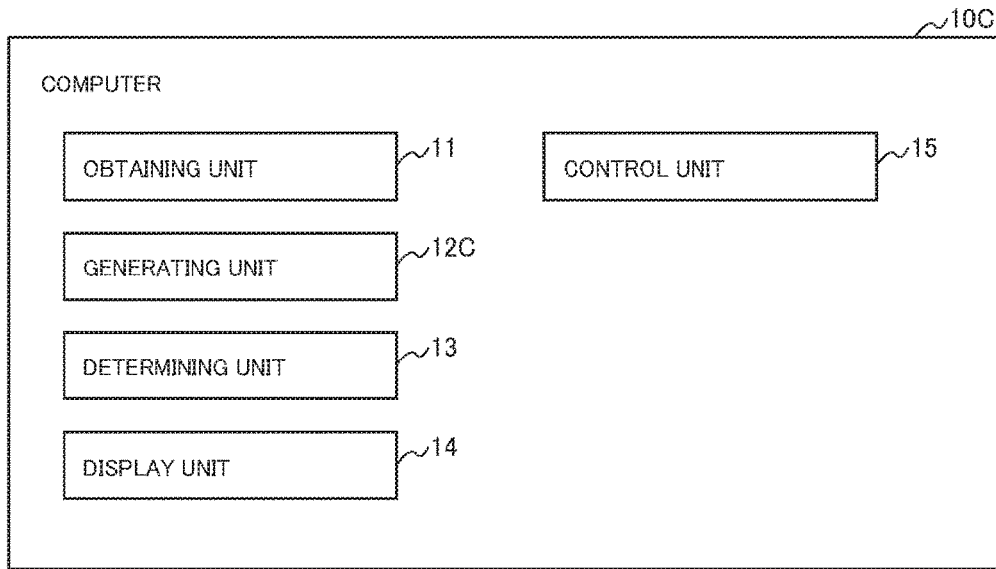 10C
COMPUTER
OBTAINING UNIT
11
CONTROL UNIT
15
GENERATING UNIT
12C
DETERMINING UNIT
13
DISPLAY UNIT
14